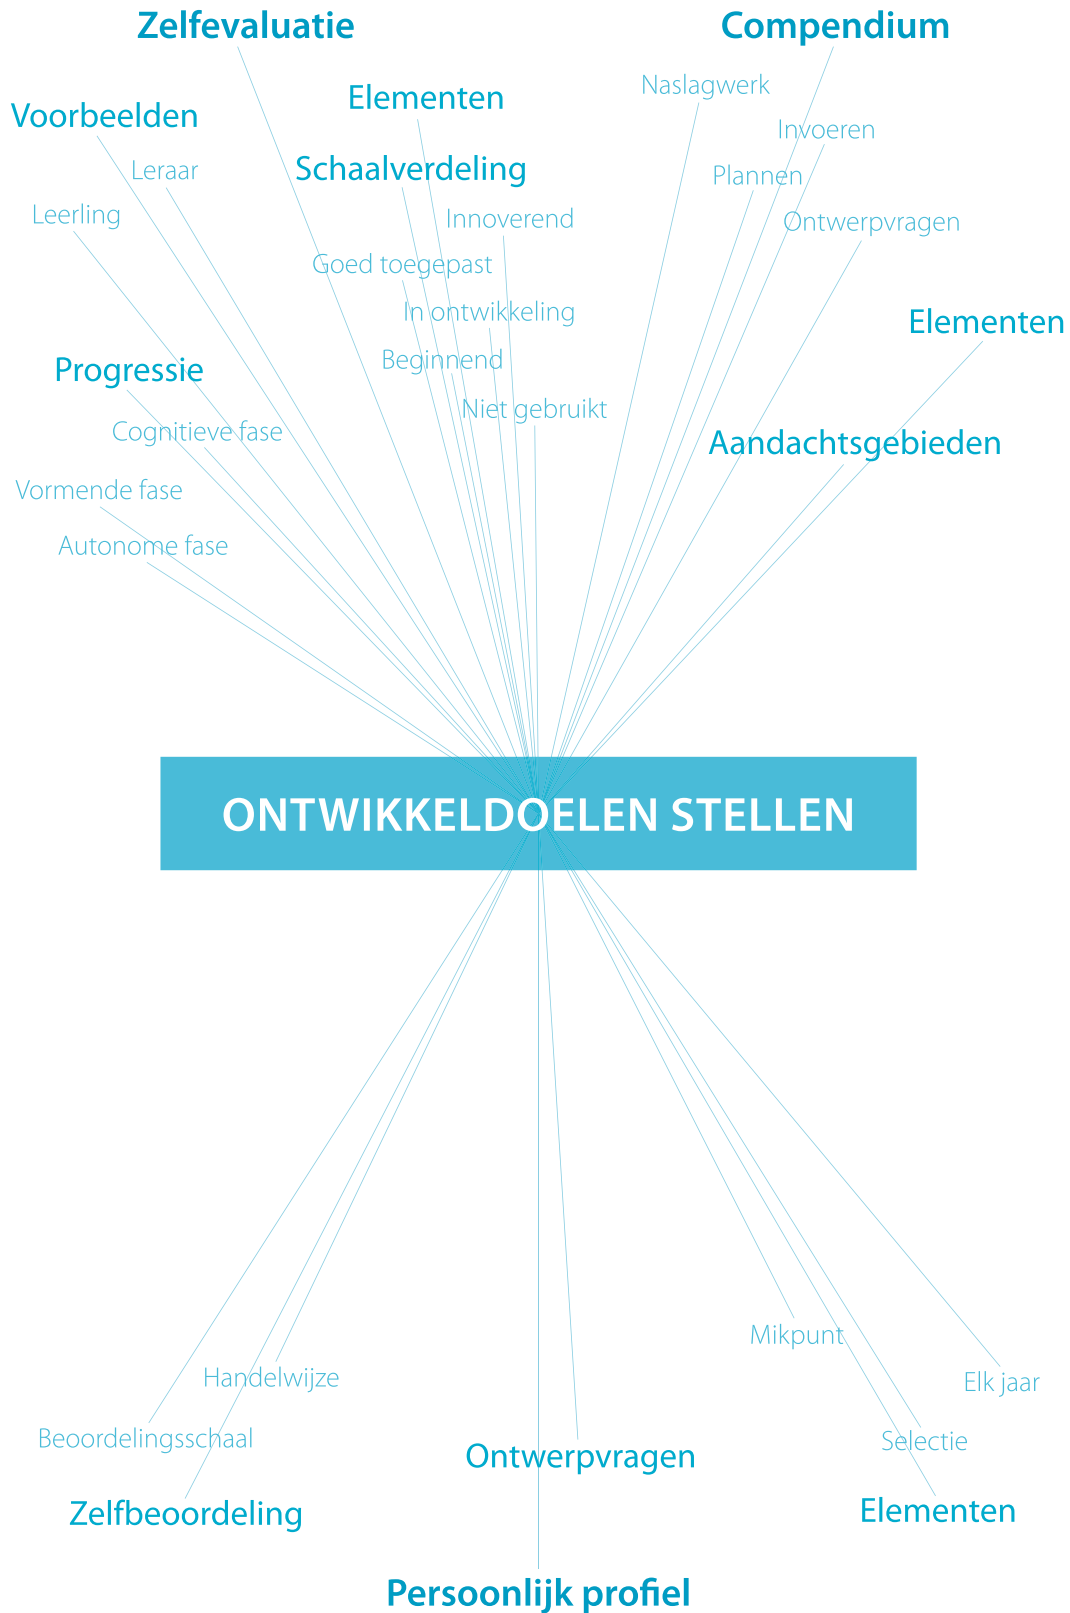 Zelfevaluatie
Compendium
Elementen
Naslagwerk
Voorbeelden
Invoeren
Leraar
Schaalverdeling
Plannen
Leerling
Innoverend
Ontwerpvragen
Goed toegepast
In ontwikkeling
Elementen
Beginnend
Progressie
Niet gebruikt
Cognitieve fase
Aandachtsgebieden
Vormende fase
Autonome fase
ONTWIKKELDOELEN STELLEN
Mikpunt
Handelwijze
Elk jaar
Beoordelingsschaal
Selectie
Ontwerpvragen
Zelfbeoordeling
Elementen
Persoonlijk profiel